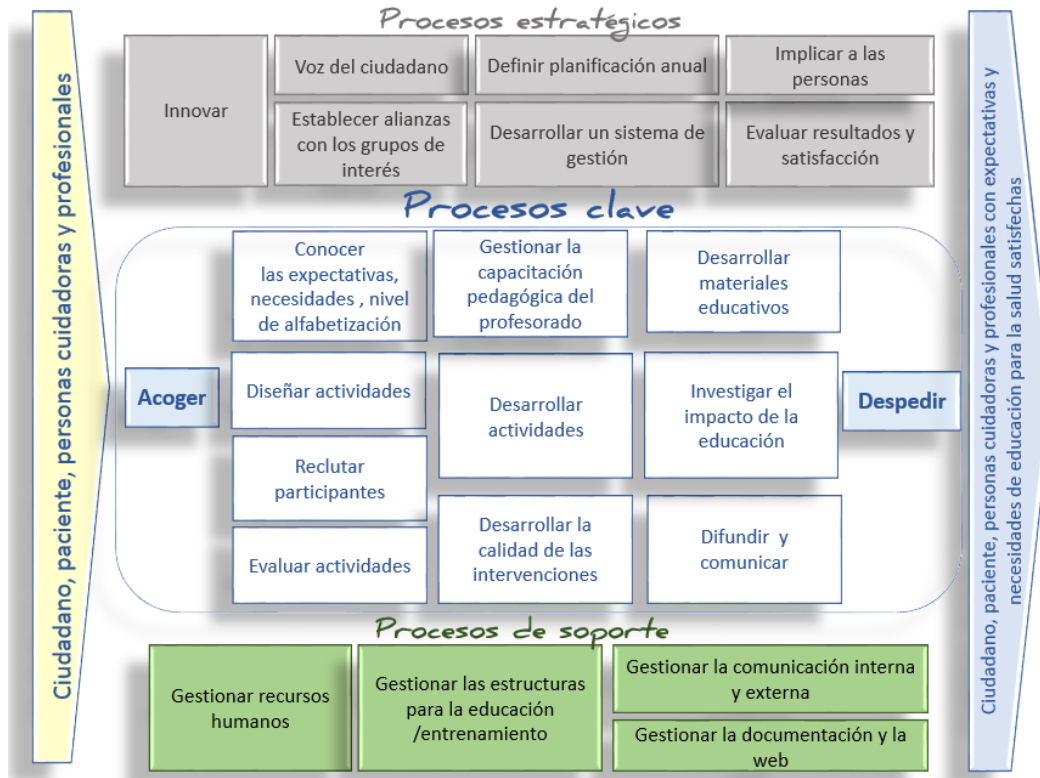 Procesos estratégicos
Ciudadano, paciente, personas cuidadoras y profesionales
Innovar
Voz del ciudadano
Definir planificación anual
Implicar a las
personas
Establecer alianzas
con los grupos de
interés
Desarrollar un sistema de
gestión
Evaluar resultados y
satisfacción
Procesos clave
Acoger
Conocer
las expectativas,
necesidades , nivel
de alfabetización
Gestionar la
capacitación
pedagógica del
profesorado
Desarrollar
materiales
educativos
Diseñar actividades
Desarrollar
actividades
Investigar el
impacto de la
educación
Reclutar
participantes
Evaluar actividades
Desarrollar la
calidad de las
intervenciones
Difundir y
comunicar
Despedir
Procesos de soporte
Gestionar recursos
humanos
Gestionar las estructuras
para la educación
/entrenamiento
Gestionar la comunicación interna
y externa
Gestionar la documentación y la
web
Ciudadano, paciente, personas cuidadoras y profesionales con expectativas y
necesidades de educación para la salud satisfechas